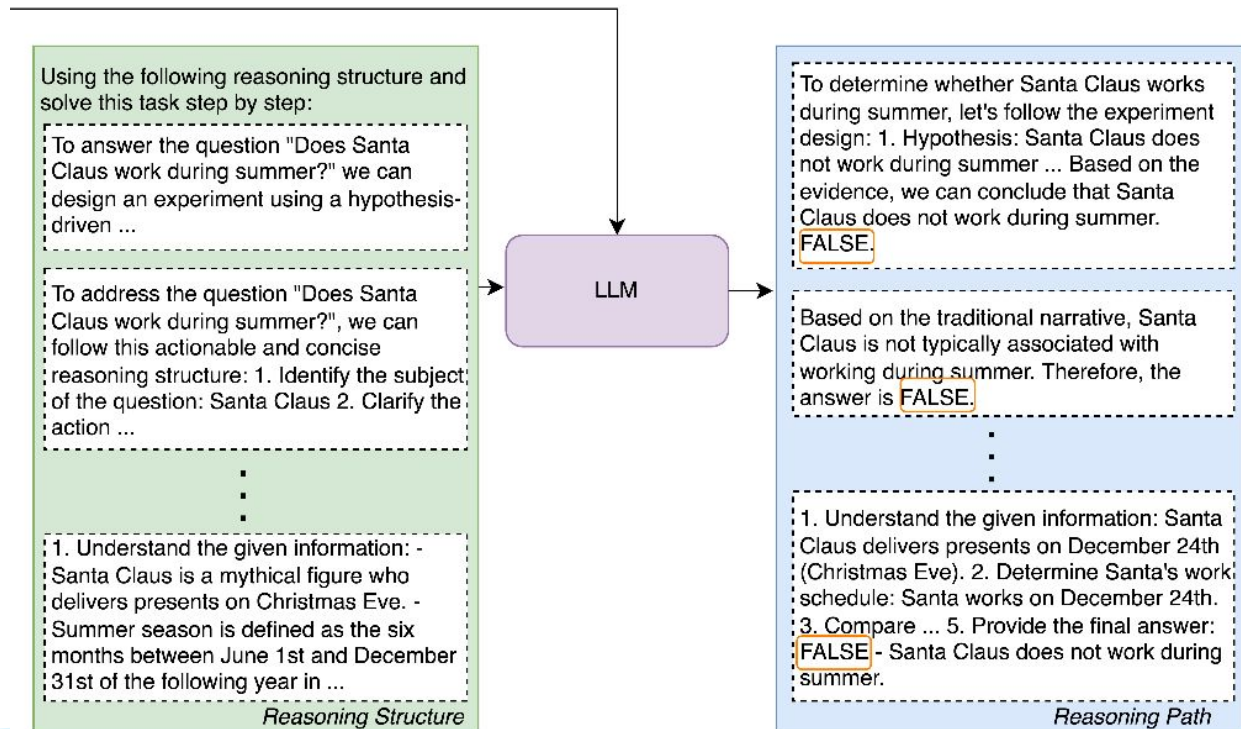 Using the following reasoning structure and
solve this task step by step:
To answer the question "Does Santa
Claus work during summer?" we can
design an experiment using a hypothesis-
driven ...
To address the question "Does Santa
Claus work during summer?", we can
follow this actionable and concise
reasoning structure: 1. Identify the subject
of the question: Santa Claus 2. Clarify the
action ...
1. Understand the given information: -
Santa Claus is a mythical figure who
delivers presents on Christmas Eve. -
Summer season is defined as the six
months between June 1st and December
31st of the following year in ...
Reasoning Structure
LLM
To determine whether Santa Claus works
during summer, let's follow the experiment
design: 1. Hypothesis: Santa Claus does
not work during summer ... Based on the
evidence, we can conclude that Santa
Claus does not work during summer.
FALSE.
Based on the traditional narrative, Santa
Claus is not typically associated with
working during summer. Therefore, the
answer is FALSE.
1. Understand the given information: Santa
Claus delivers presents on December 24th
(Christmas Eve). 2. Determine Santa's work
schedule: Santa works on December 24th.
3. Compare ... 5. Provide the final answer:
FALSE - Santa Claus does not work during
summer.
Reasoning Path